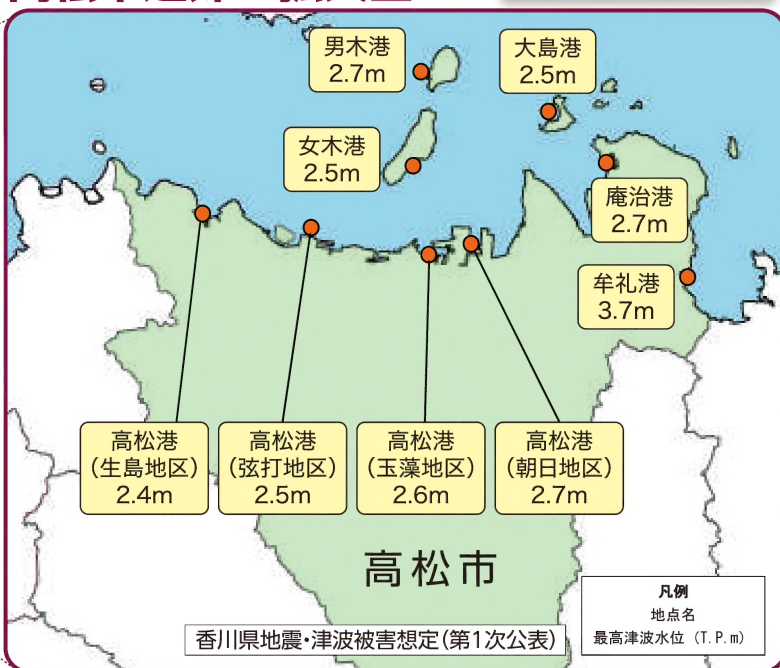 男木港
2.7m
大島港
2.5m
女木港
2.5m
庵治港
2.7m
牟礼港
3.7m
高松港
(生島地区)
2.4m
高松港
(弦打地区)
2.5m
高松港
(玉藻地区)
2.6m
高松港
(朝日地区)
2.7m
高松市
凡例
地点名
最高津波水位(T.P.m)
香川県地震・津波被害想定(第1次公表)